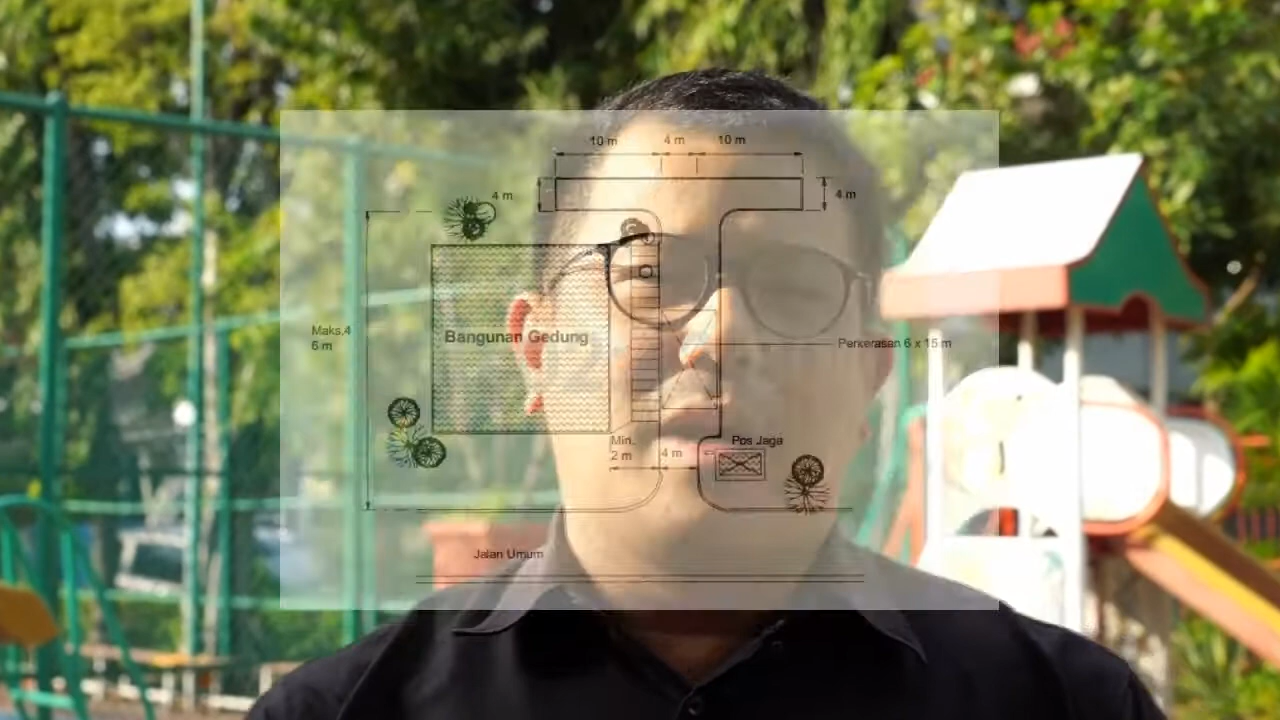 10 m
4 m
10 m
4 m
4 m
Maks.4
6 m
Bangunan Gedung
Perkerasan 6 x 15 m
Min.
2 m
4 m
Pos Jaga
Jalan Umum